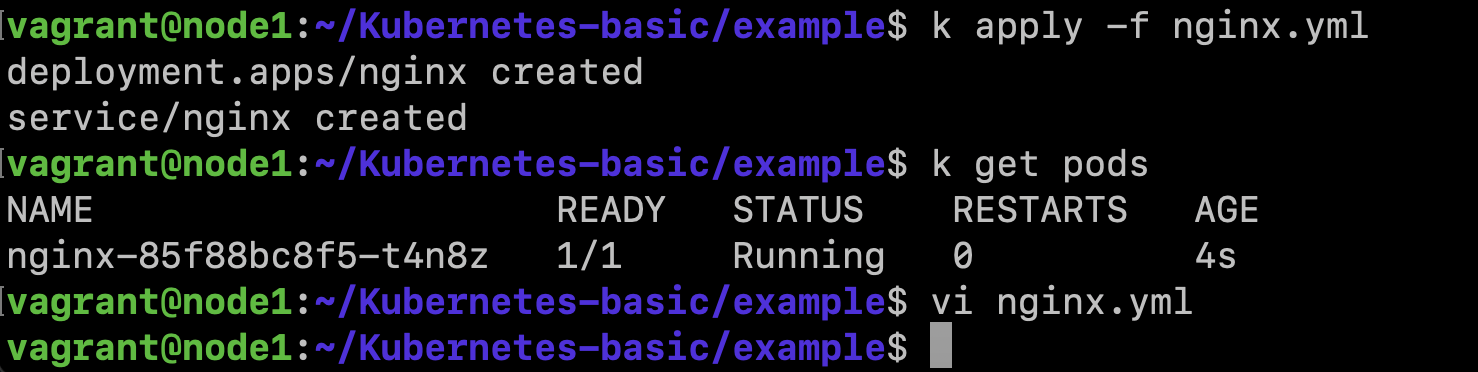 vagrant@node1:~/Kubernetes-basic/example$ k apply -f nginx.yml
deployment.apps/nginx created
service/nginx created
vagrant@node1:~/Kubernetes-basic/example$ k get pods
NAME                     READY   STATUS    RESTARTS   AGE
nginx-85f88bc8f5-t4n8z   1/1     Running   0          4s
vagrant@node1:~/Kubernetes-basic/example$ vi nginx.yml
vagrant@node1:~/Kubernetes-basic/example$